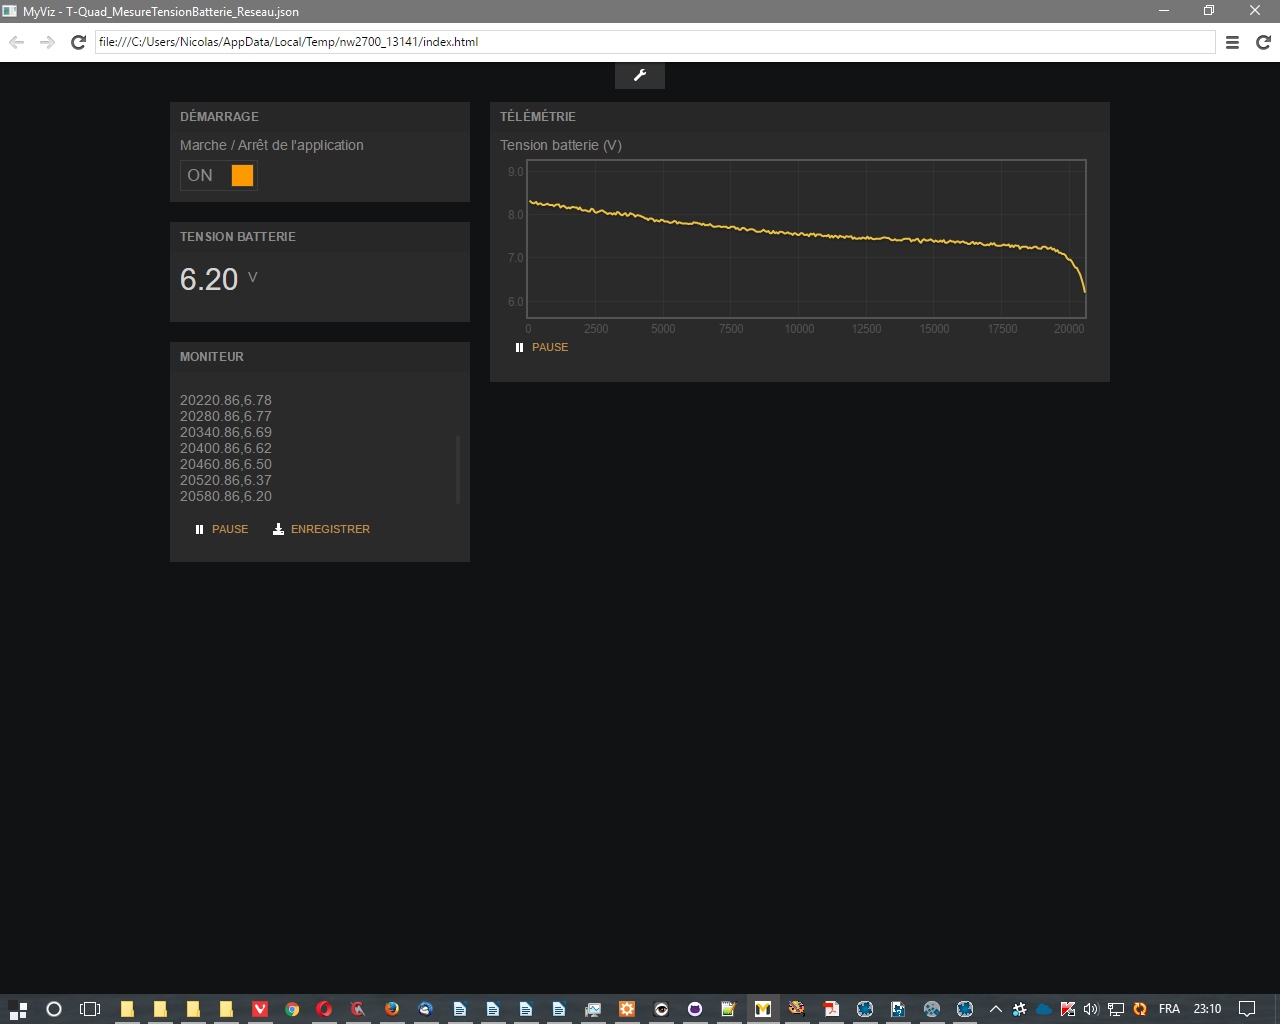 MyViz - T-Quad_MesureTensionBatterie_Reseau.json
file:///C:/Users/Nicolas/AppData/Local/Temp/nw2700_13141/index.html
DÉMARRAGE
Marche / Arrêt de l'application
ON
TENSION BATTERIE
6.20 V
MONITEUR
20220.86,6.78
20280.86,6.77
20340.86,6.69
20400.86,6.62
20460.86,6.50
20520.86,6.37
20580.86,6.20
PAUSE ENREGISTRER
TÉLÉMÉTRIE
Tension batterie (V)
9.0
8.0
7.0
6.0
0 2500 5000 7500 10000 12500 15000 17500 20000
PAUSE
FRA 23:10